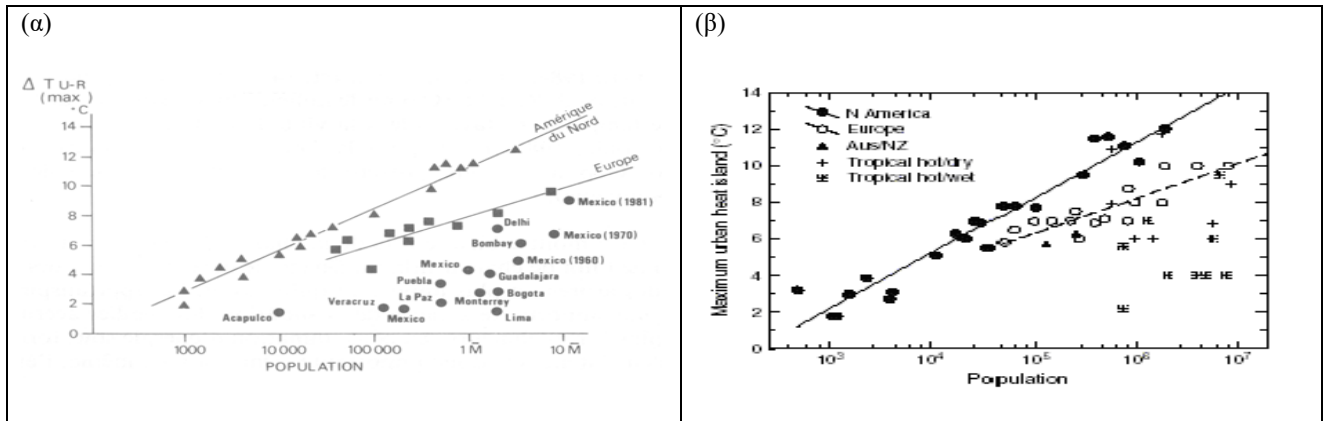 (α)
Δ T U-R
(max)
°C
14
12
10
8
6
4
2
0
1000
10 000
100 000
1 M
10 M
POPULATION
Amérique
du Nord
Europe
Mexico (1981)
Delhi
Mexico (1970)
Bombay
Mexico (1960)
Mexico
Guadalajara
Puebla
Bogota
La Paz
Monterrey
Veracruz
Mexico
Lima
Acapulco
(β)
Maximum urban heat island (°C)
14
12
10
8
6
4
2
0
N America
Europe
Aus/NZ
Tropical hot/dry
Tropical hot/wet
10³
10⁴
10⁵
10⁶
10⁷
Population